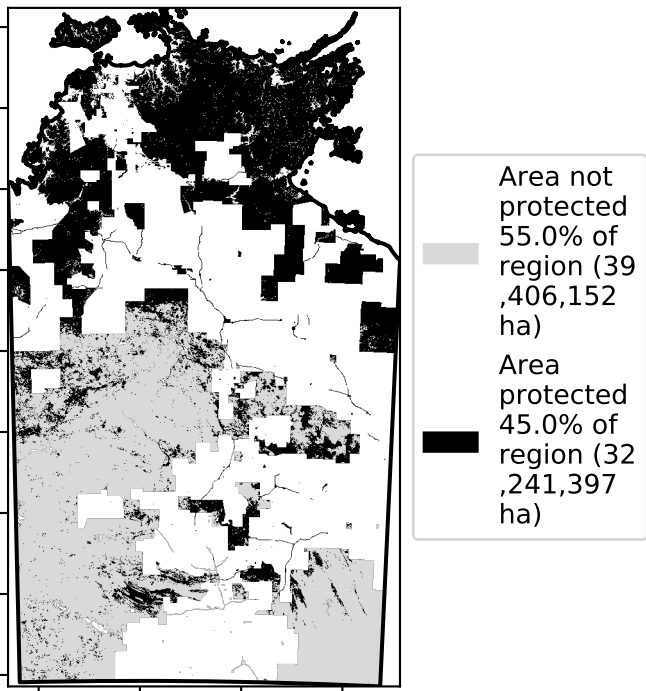 Area not
protected
55.0% of
region (39
,406,152
ha)
Area
protected
45.0% of
region (32
,241,397
ha)